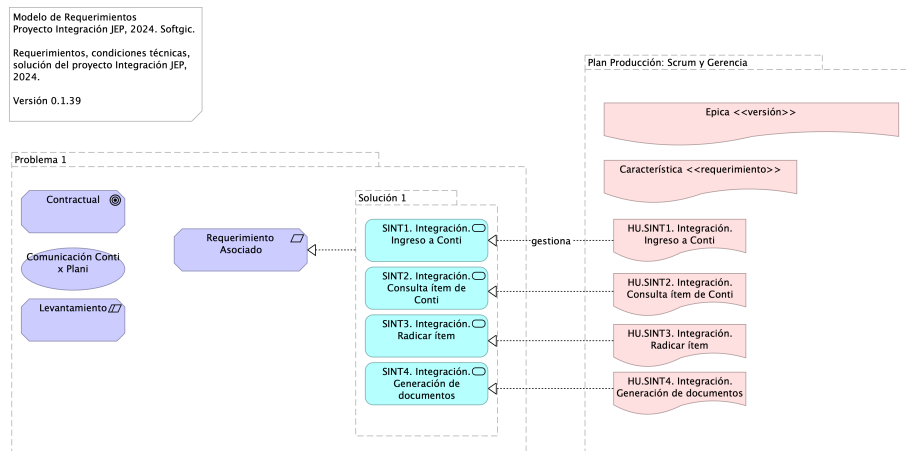 Modelo de Requerimientos
Proyecto Integración JEP, 2024. Softgic.
Requerimientos, condiciones técnicas,
solución del proyecto Integración JEP,
2024.
Versión 0.1.39
Plan Producción: Scrum y Gerencia
Epica <<versión>>
Característica <<requerimiento>>
Problema 1
Contractual
Comunicación Conti
x Plani
Levantamiento
Requerimiento
Asociado
Solución 1
SINT1. Integración.
Ingreso a Conti
SINT2. Integración.
Consulta ítem de
Conti
SINT3. Integración.
Radicar ítem
SINT4. Integración.
Generación de
documentos
gestiona
HU.SINT1. Integración.
Ingreso a Conti
HU.SINT2. Integración.
Consulta ítem de Conti
HU.SINT3. Integración.
Radicar ítem
HU.SINT4. Integración.
Generación de documentos